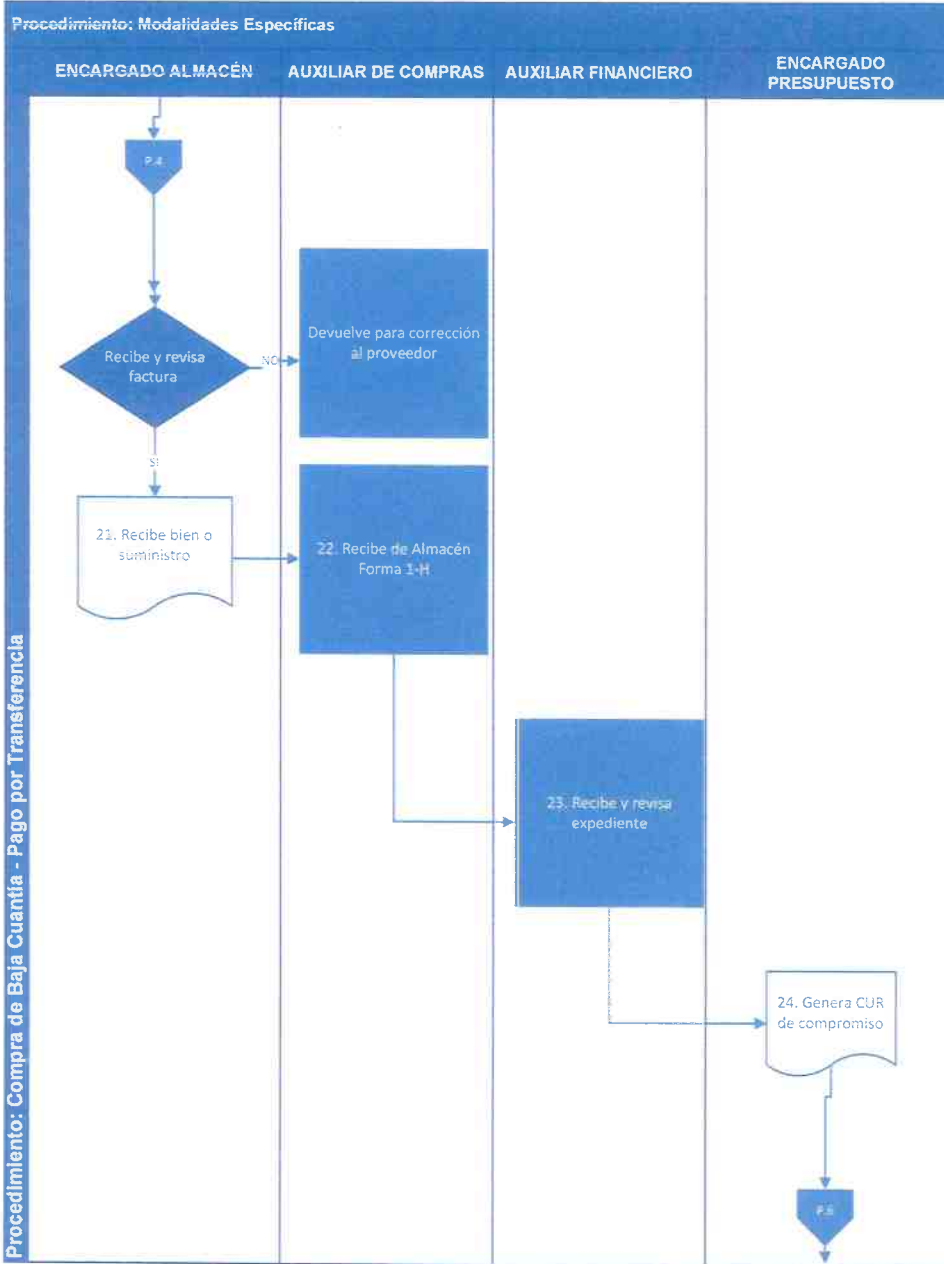 Procedimiento: Modalidades Específicas
ENCARGADO ALMACÉN
AUXILIAR DE COMPRAS
AUXILIAR FINANCIERO
ENCARGADO
PRESUPUESTO
Procedimiento: Compra de Baja Cuantía - Pago por Transferencia
P.4
Recibe y revisa
factura
NO
Devuelve para corrección
al proveedor
SI
21. Recibe bien o
suministro
22. Recibe de Almacén
Forma 1-H
23. Recibe y revisa
expediente
24. Genera CUR
de compromiso